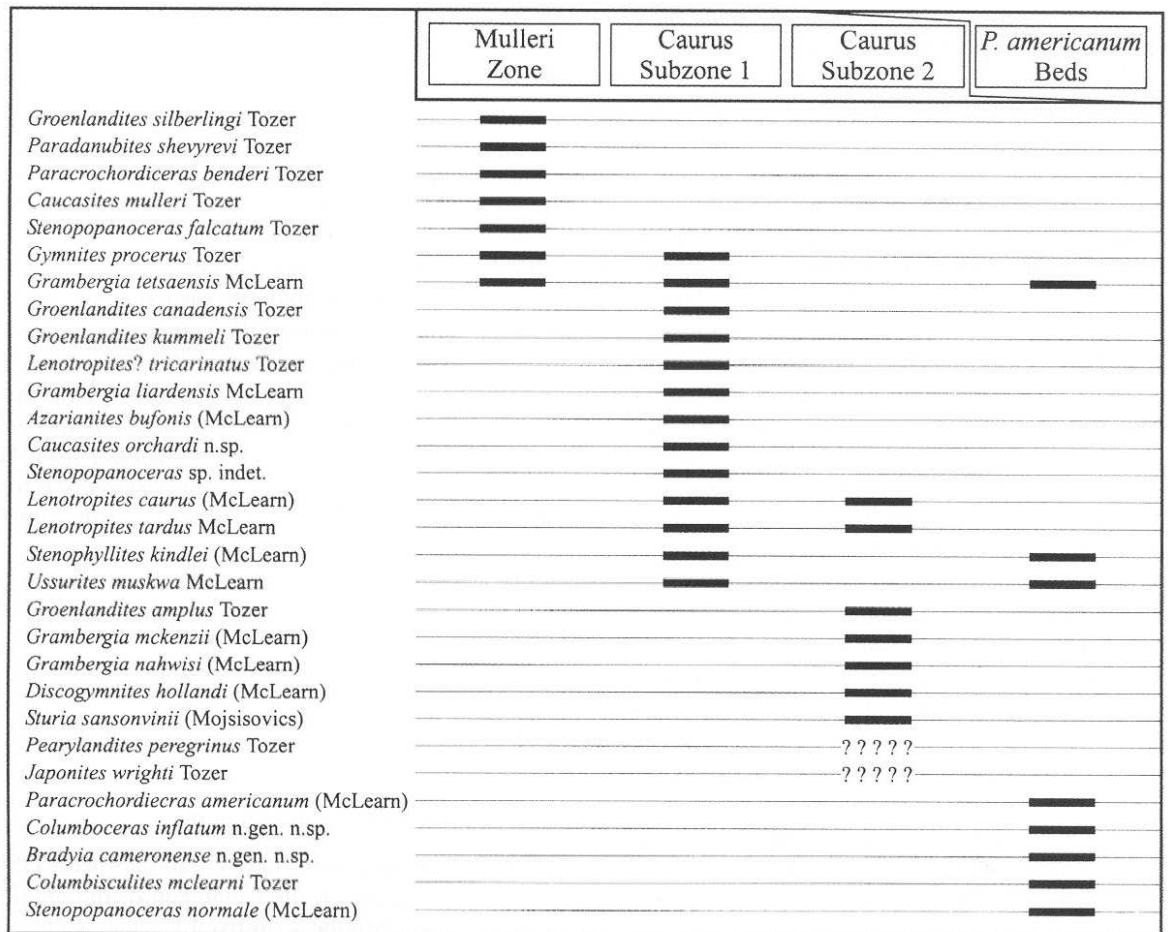 Mulleri
Zone
Caurus
Subzone 1
Caurus
Subzone 2
P. americanum
Beds
Groenlandites silberlingi Tozer
Paradanubites shevyrevi Tozer
Paracrochordiceras benderi Tozer
Caucasites mulleri Tozer
Stenopopanoceras falcatum Tozer
Gymnites procerus Tozer
Grambergia tetsaensis McLearn
Groenlandites canadensis Tozer
Groenlandites kummeli Tozer
Lenotropites? tricarinatus Tozer
Grambergia liardensis McLearn
Azarianites bufonis (McLearn)
Caucasites orchardi n.sp.
Stenopopanoceras sp. indet.
Lenotropites caurus (McLearn)
Lenotropites tardus McLearn
Stenophyllites kindlei (McLearn)
Ussurites muskwa McLearn
Groenlandites amplus Tozer
Grambergia mckenzii (McLearn)
Grambergia nahwisi (McLearn)
Discogymnites hollandi (McLearn)
Sturia sansonvinii (Mojsisovics)
Pearylandites peregrinus Tozer ? ? ? ? ?
Japonites wrighti Tozer ? ? ? ? ?
Paracrochordiecras americanum (McLearn)
Columboceras inflatum n.gen. n.sp.
Bradyia cameronense n.gen. n.sp.
Columbisculites mclearni Tozer
Stenopopanoceras normale (McLearn)